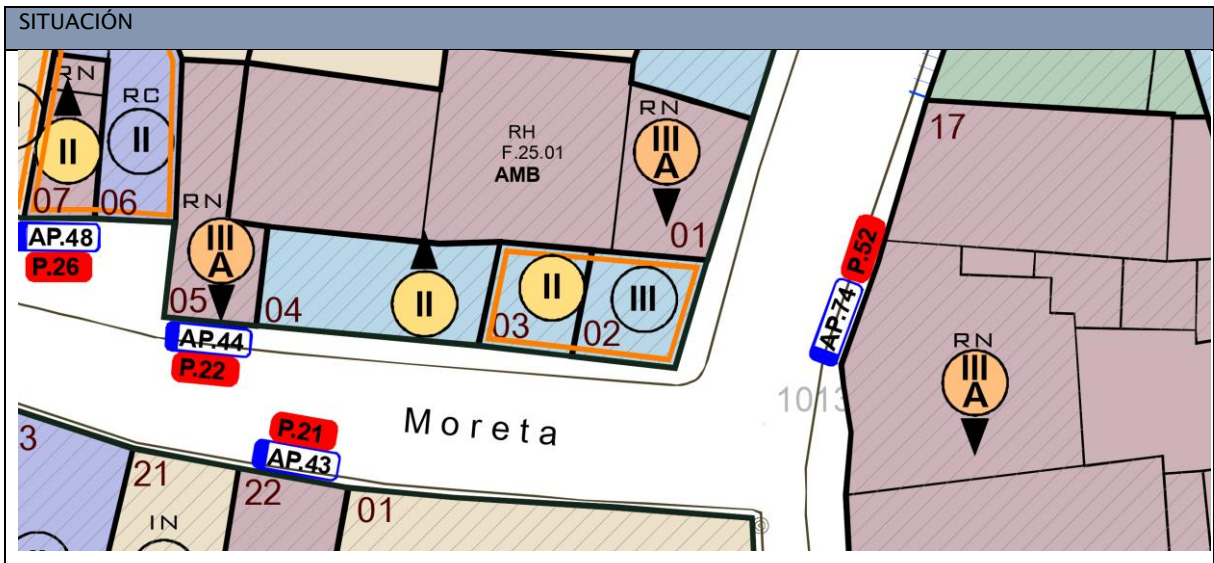 SITUACIÓN
RN
II
07
RC
II
06
AP.48
P.26
RN
III
A
05
AP.44
P.22
04
II
RH
F.25.01
AMB
II
03
III
02
RN
III
A
01
17
P.52
AP.74
1013
RN
III
A
Moreta
P.21
AP.43
3
21
IN
22
01